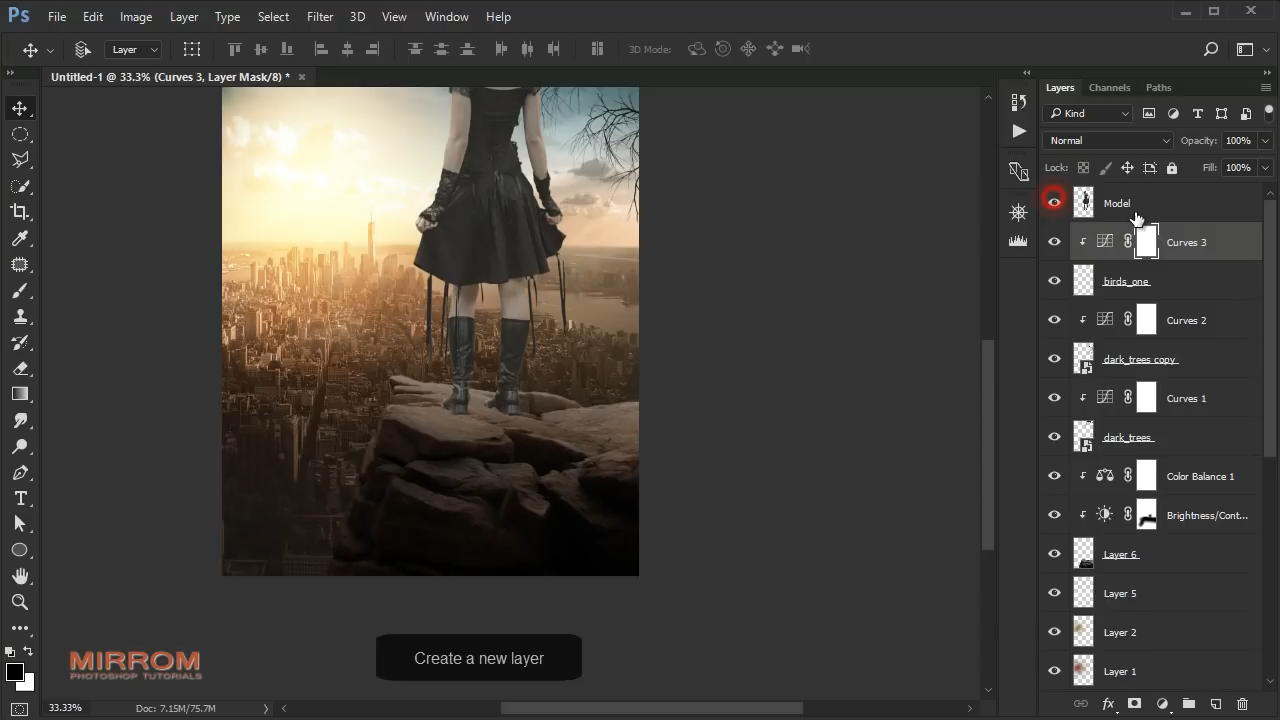 Ps File Edit Image Layer Type Select Filter 3D View Window Help
Layer 3D Mode:
Untitled-1 @ 33.3% (Curves 3, Layer Mask/8) * ×
Layers Channels Paths
Kind
Normal Opacity: 100%
Lock: Fill: 100%
Model
Curves 3
birds_one
Curves 2
dark_trees copy
Curves 1
dark_trees
Color Balance 1
Brightness/Cont...
Layer 6
Layer 5
Layer 2
Layer 1
Create a new layer
MIRROM
PHOTOSHOP TUTORIALS
33.33% Doc: 7.15M/75.7M
fx